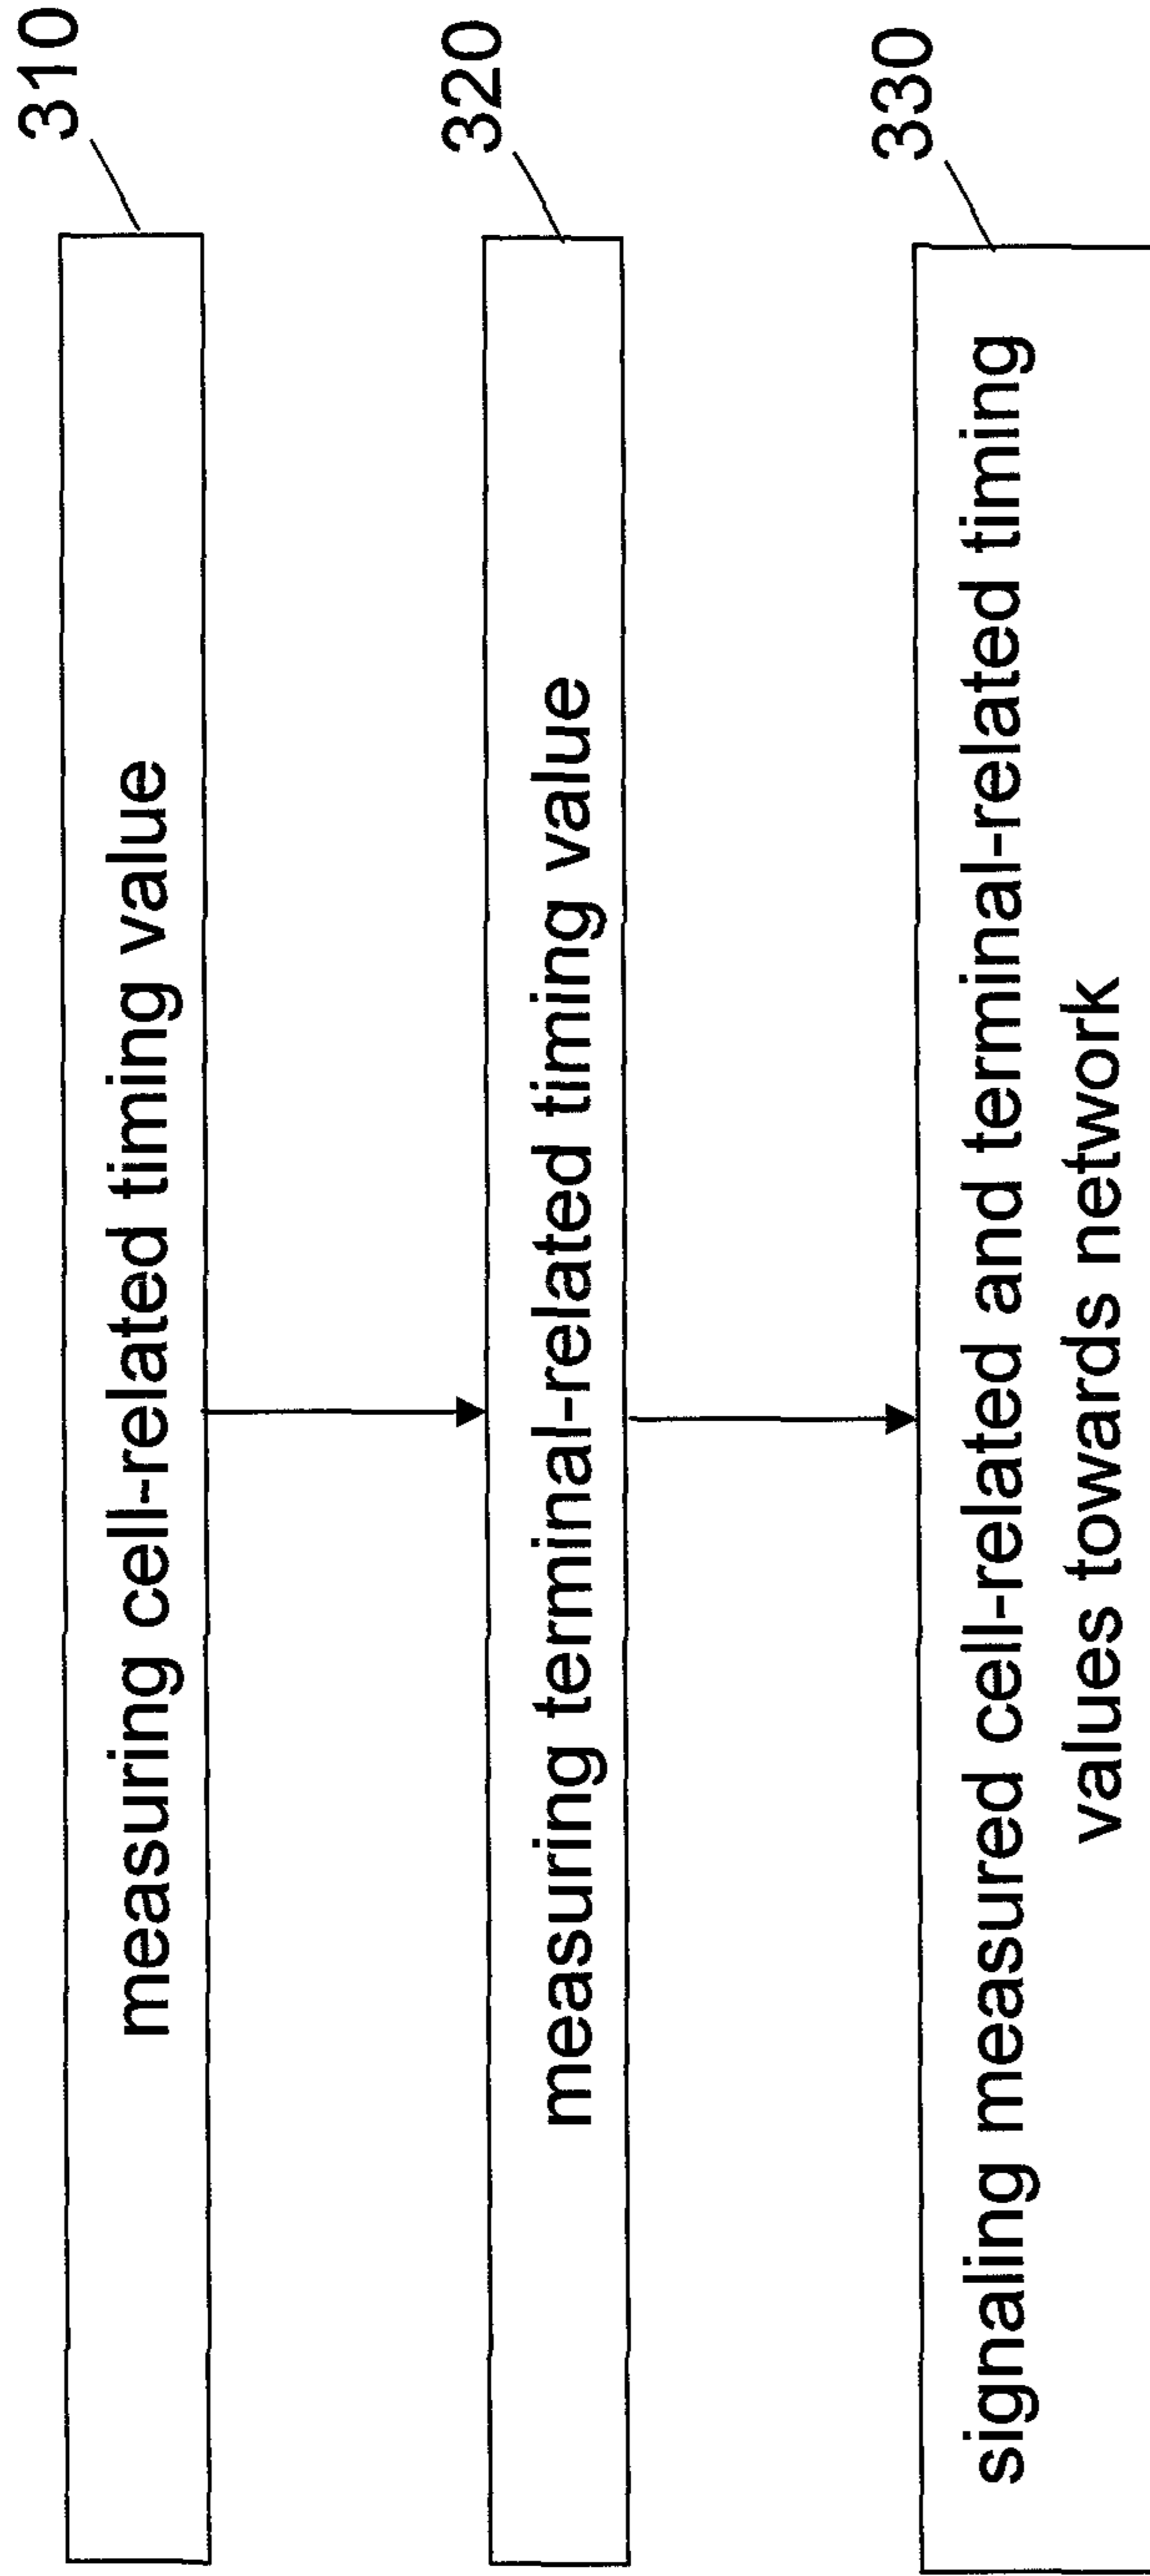 310
measuring cell-related timing value
320
measuring terminal-related timing value
330
signaling measured cell-related and terminal-related timing
values towards network